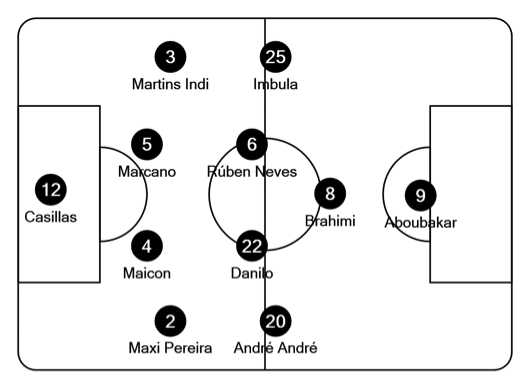 3
Martins Indi
25
Imbula
5
Marcano
6
Rúben Neves
12
Casillas
8
Brahimi
9
Aboubakar
4
Maicon
22
Danilo
2
Maxi Pereira
20
André André